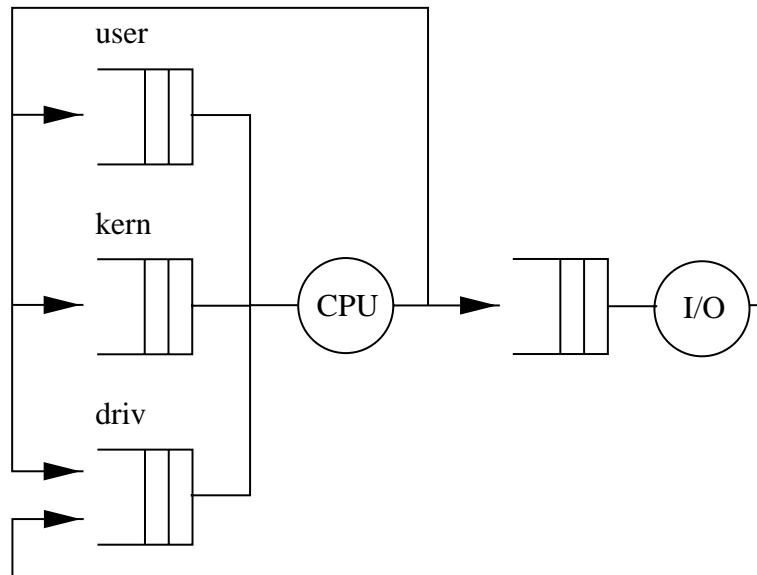 user
kern
CPU
I/O
driv